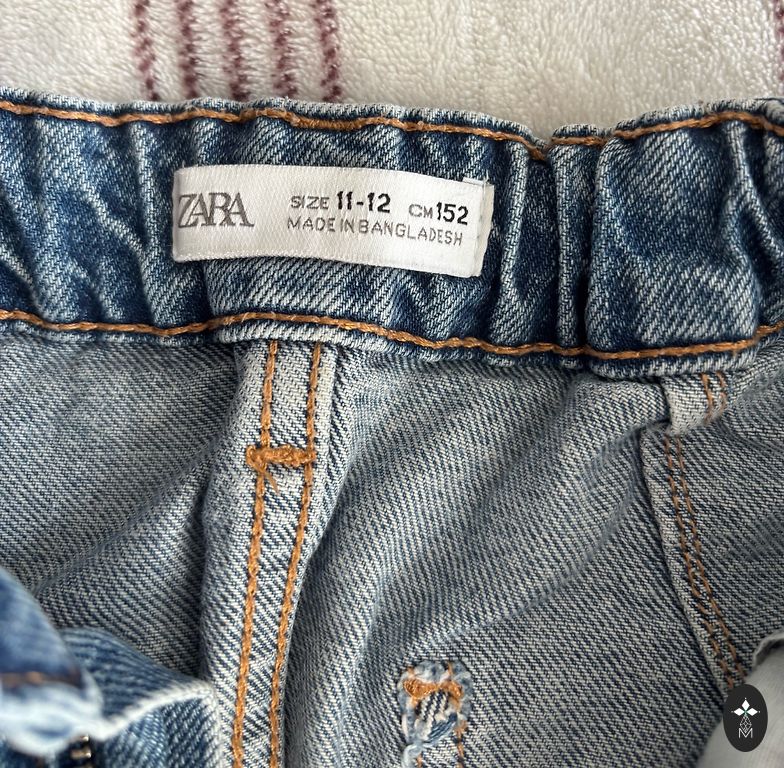 ZARA
SIZE 11-12 CM 152
MADE IN BANGLADESH
M